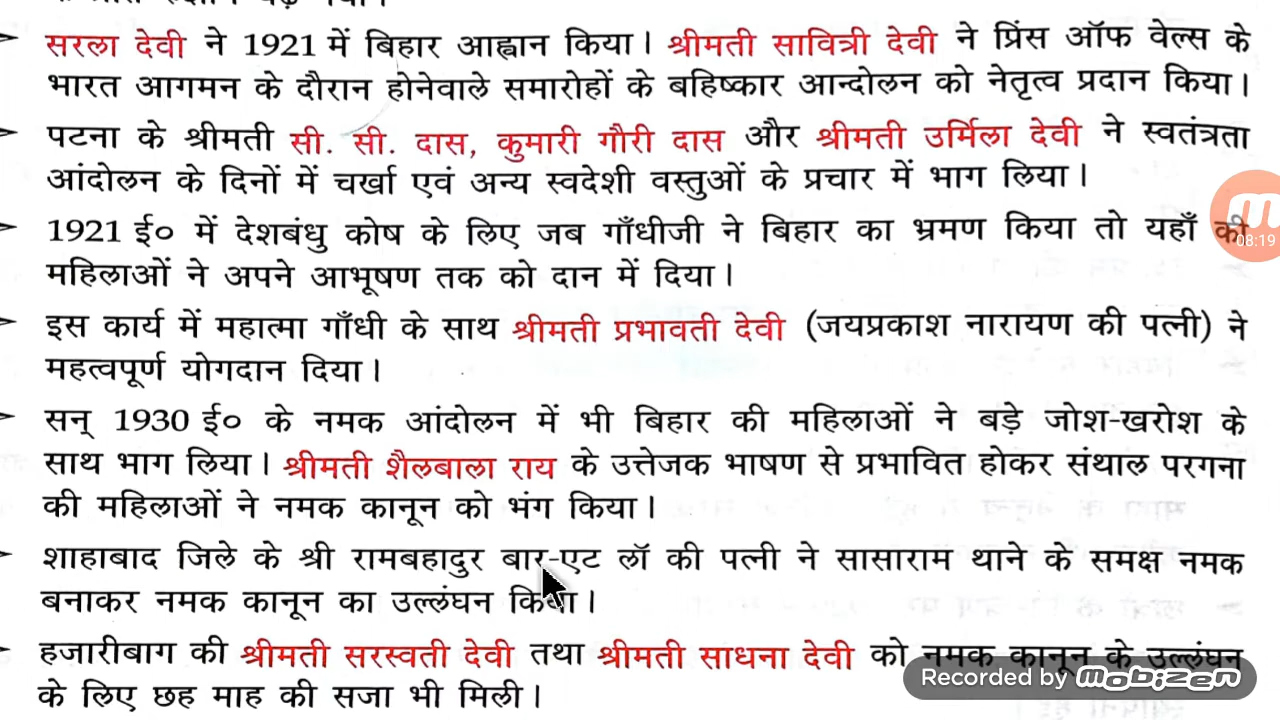 सरला देवी ने 1921 में बिहार आह्वान किया। श्रीमती सावित्री देवी ने प्रिंस ऑफ वेल्स के
भारत आगमन के दौरान होनेवाले समारोहों के बहिष्कार आन्दोलन को नेतृत्व प्रदान किया।
पटना के श्रीमती सी. सी. दास, कुमारी गौरी दास और श्रीमती उर्मिला देवी ने स्वतंत्रता
आंदोलन के दिनों में चर्खा एवं अन्य स्वदेशी वस्तुओं के प्रचार में भाग लिया।
1921 ई० में देशबंधु कोष के लिए जब गाँधीजी ने बिहार का भ्रमण किया तो यहाँ की
08:19
महिलाओं ने अपने आभूषण तक को दान में दिया।
इस कार्य में महात्मा गाँधी के साथ श्रीमती प्रभावती देवी (जयप्रकाश नारायण की पत्नी) ने
महत्वपूर्ण योगदान दिया।
सन् 1930 ई० के नमक आंदोलन में भी बिहार की महिलाओं ने बड़े जोश-खरोश के
साथ भाग लिया। श्रीमती शैलबाला राय के उत्तेजक भाषण से प्रभावित होकर संथाल परगना
की महिलाओं ने नमक कानून को भंग किया।
शाहाबाद जिले के श्री रामबहादुर बार-एट लॉ की पत्नी ने सासाराम थाने के समक्ष नमक
बनाकर नमक कानून का उल्लंघन किया।
हजारीबाग की श्रीमती सरस्वती देवी तथा श्रीमती साधना देवी को नमक कानून के उल्लंघन
के लिए छह माह की सजा भी मिली।
Recorded by mobizen